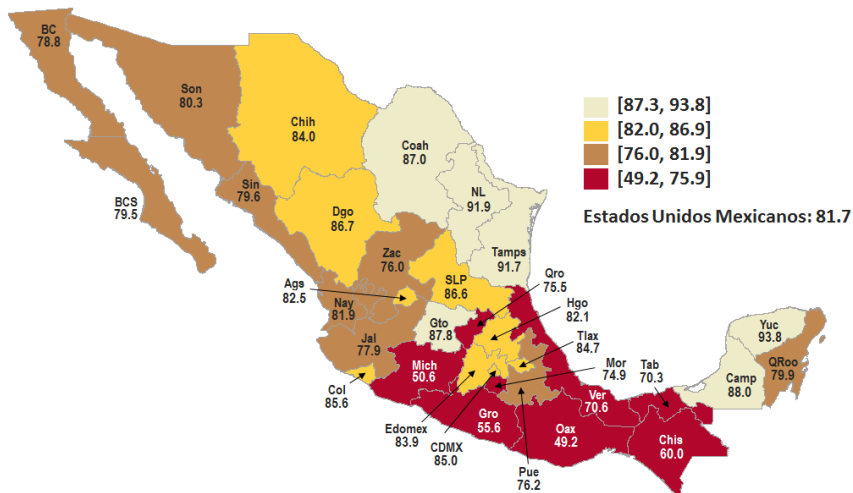 BC
78.8
Son
80.3
Chih
84.0
Coah
87.0
[87.3, 93.8]
[82.0, 86.9]
[76.0, 81.9]
[49.2, 75.9]
Estados Unidos Mexicanos: 81.7
BCS
79.5
Sin
79.6
Dgo
86.7
NL
91.9
Zac
76.0
Tamps
91.7
SLP
86.6
Qro
75.5
Ags
82.5
Nay
81.9
Hgo
82.1
Gto
87.8
Jal
77.9
Tlax
84.7
Yuc
93.8
Mich
50.6
Mor
74.9
Tab
70.3
Camp
88.0
QRoo
79.9
Col
85.6
Edomex
83.9
CDMX
85.0
Gro
55.6
Pue
76.2
Oax
49.2
Ver
70.6
Chis
60.0